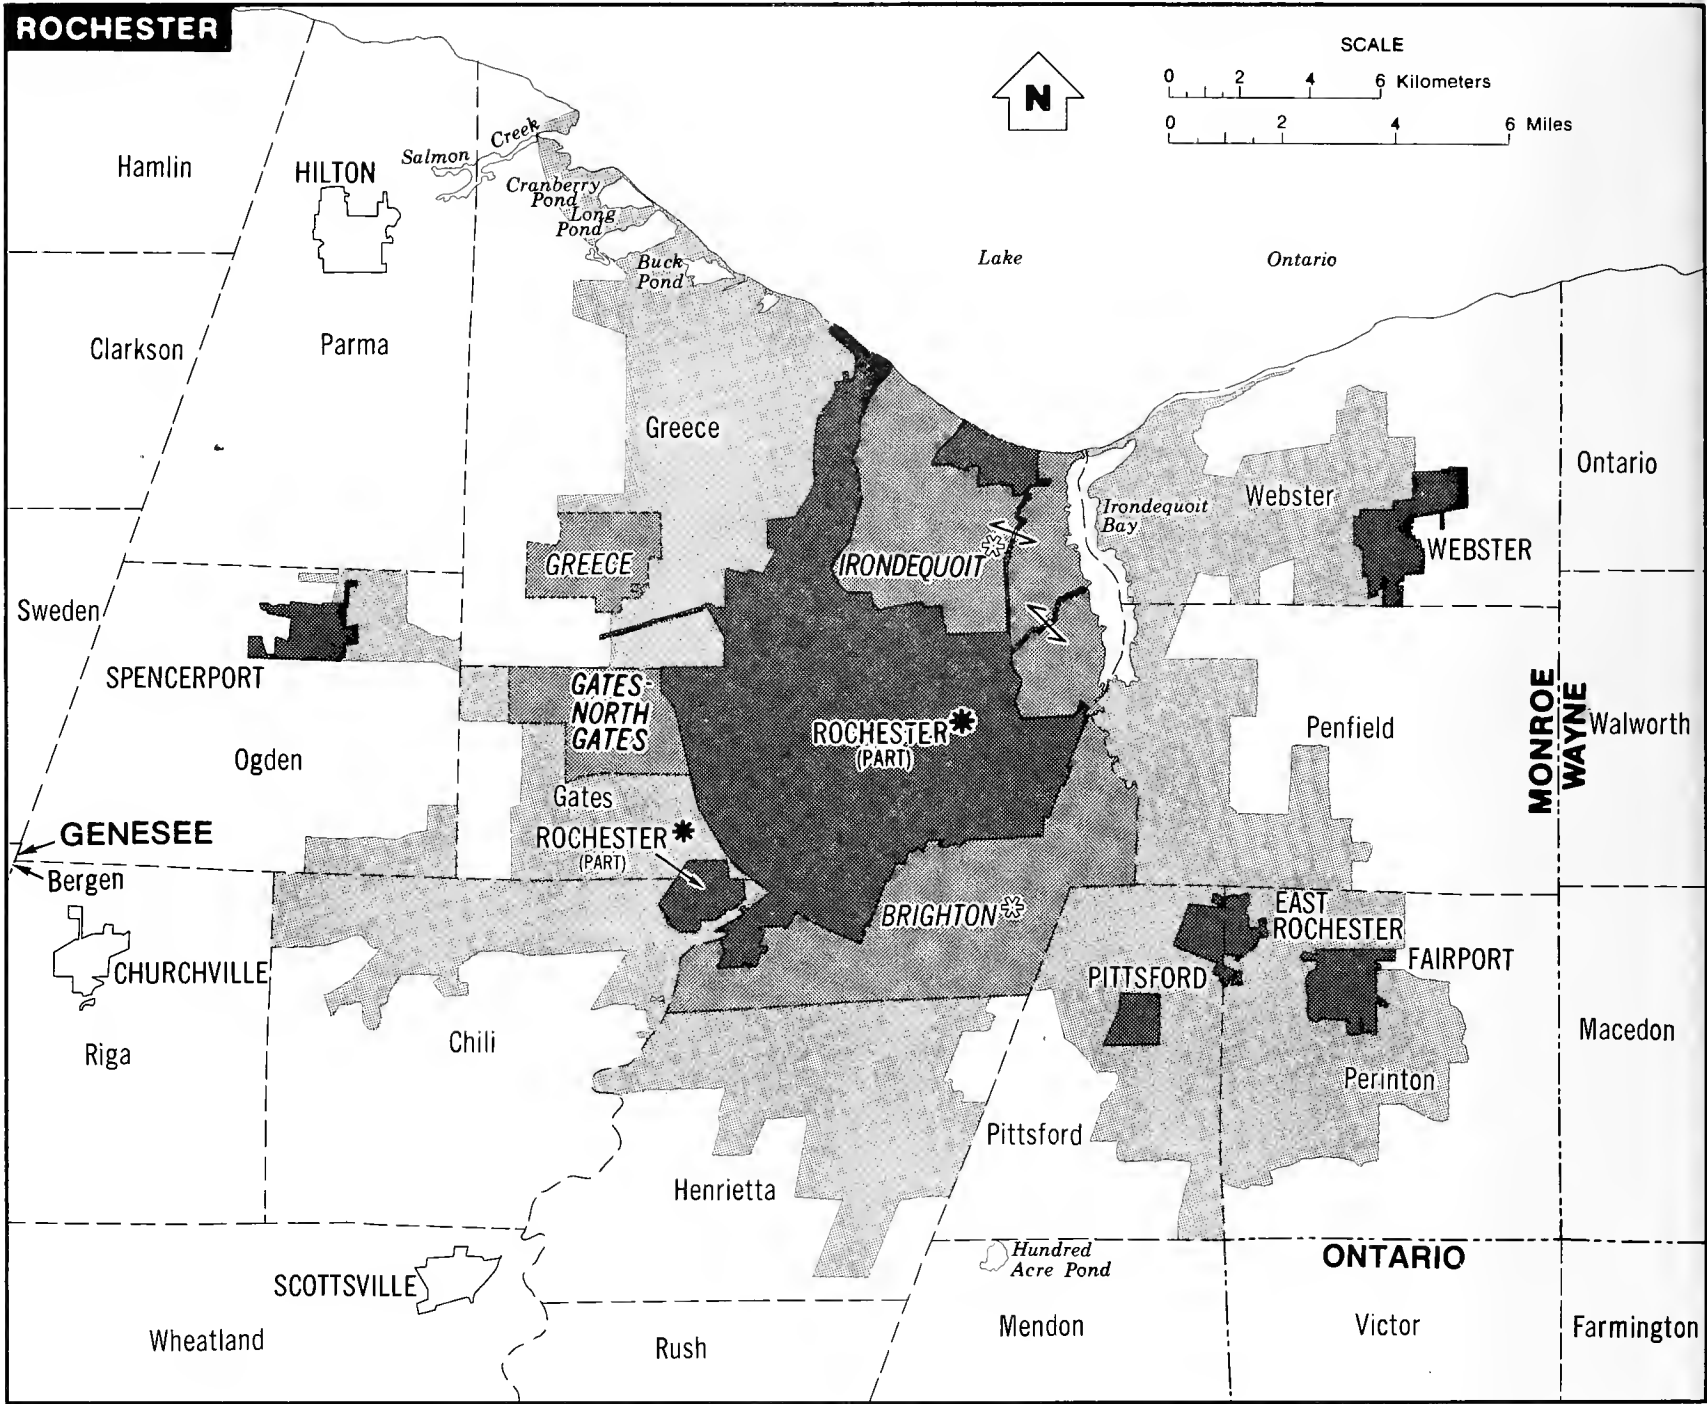 ROCHESTER
SCALE
0 2 4 6 Kilometers
0 2 4 6 Miles
N
Hamlin
HILTON
Salmon Creek
Cranberry
Pond
Long
Pond
Buck
Pond
Lake Ontario
Clarkson
Parma
Greece
Ontario
Webster
Irondequoit
Bay
WEBSTER
GREECE
IRONDEQUOIT
Sweden
SPENCERPORT
GATES-
NORTH
GATES
ROCHESTER
(PART)
Penfield
MONROE
WAYNE
Walworth
Ogden
Gates
ROCHESTER
(PART)
GENESEE
Bergen
BRIGHTON
EAST
ROCHESTER
FAIRPORT
PITTSFORD
CHURCHVILLE
Riga
Chili
Macedon
Perinton
Pittsford
Henrietta
Hundred
Acre Pond
ONTARIO
SCOTTSVILLE
Wheatland
Rush
Mendon
Victor
Farmington